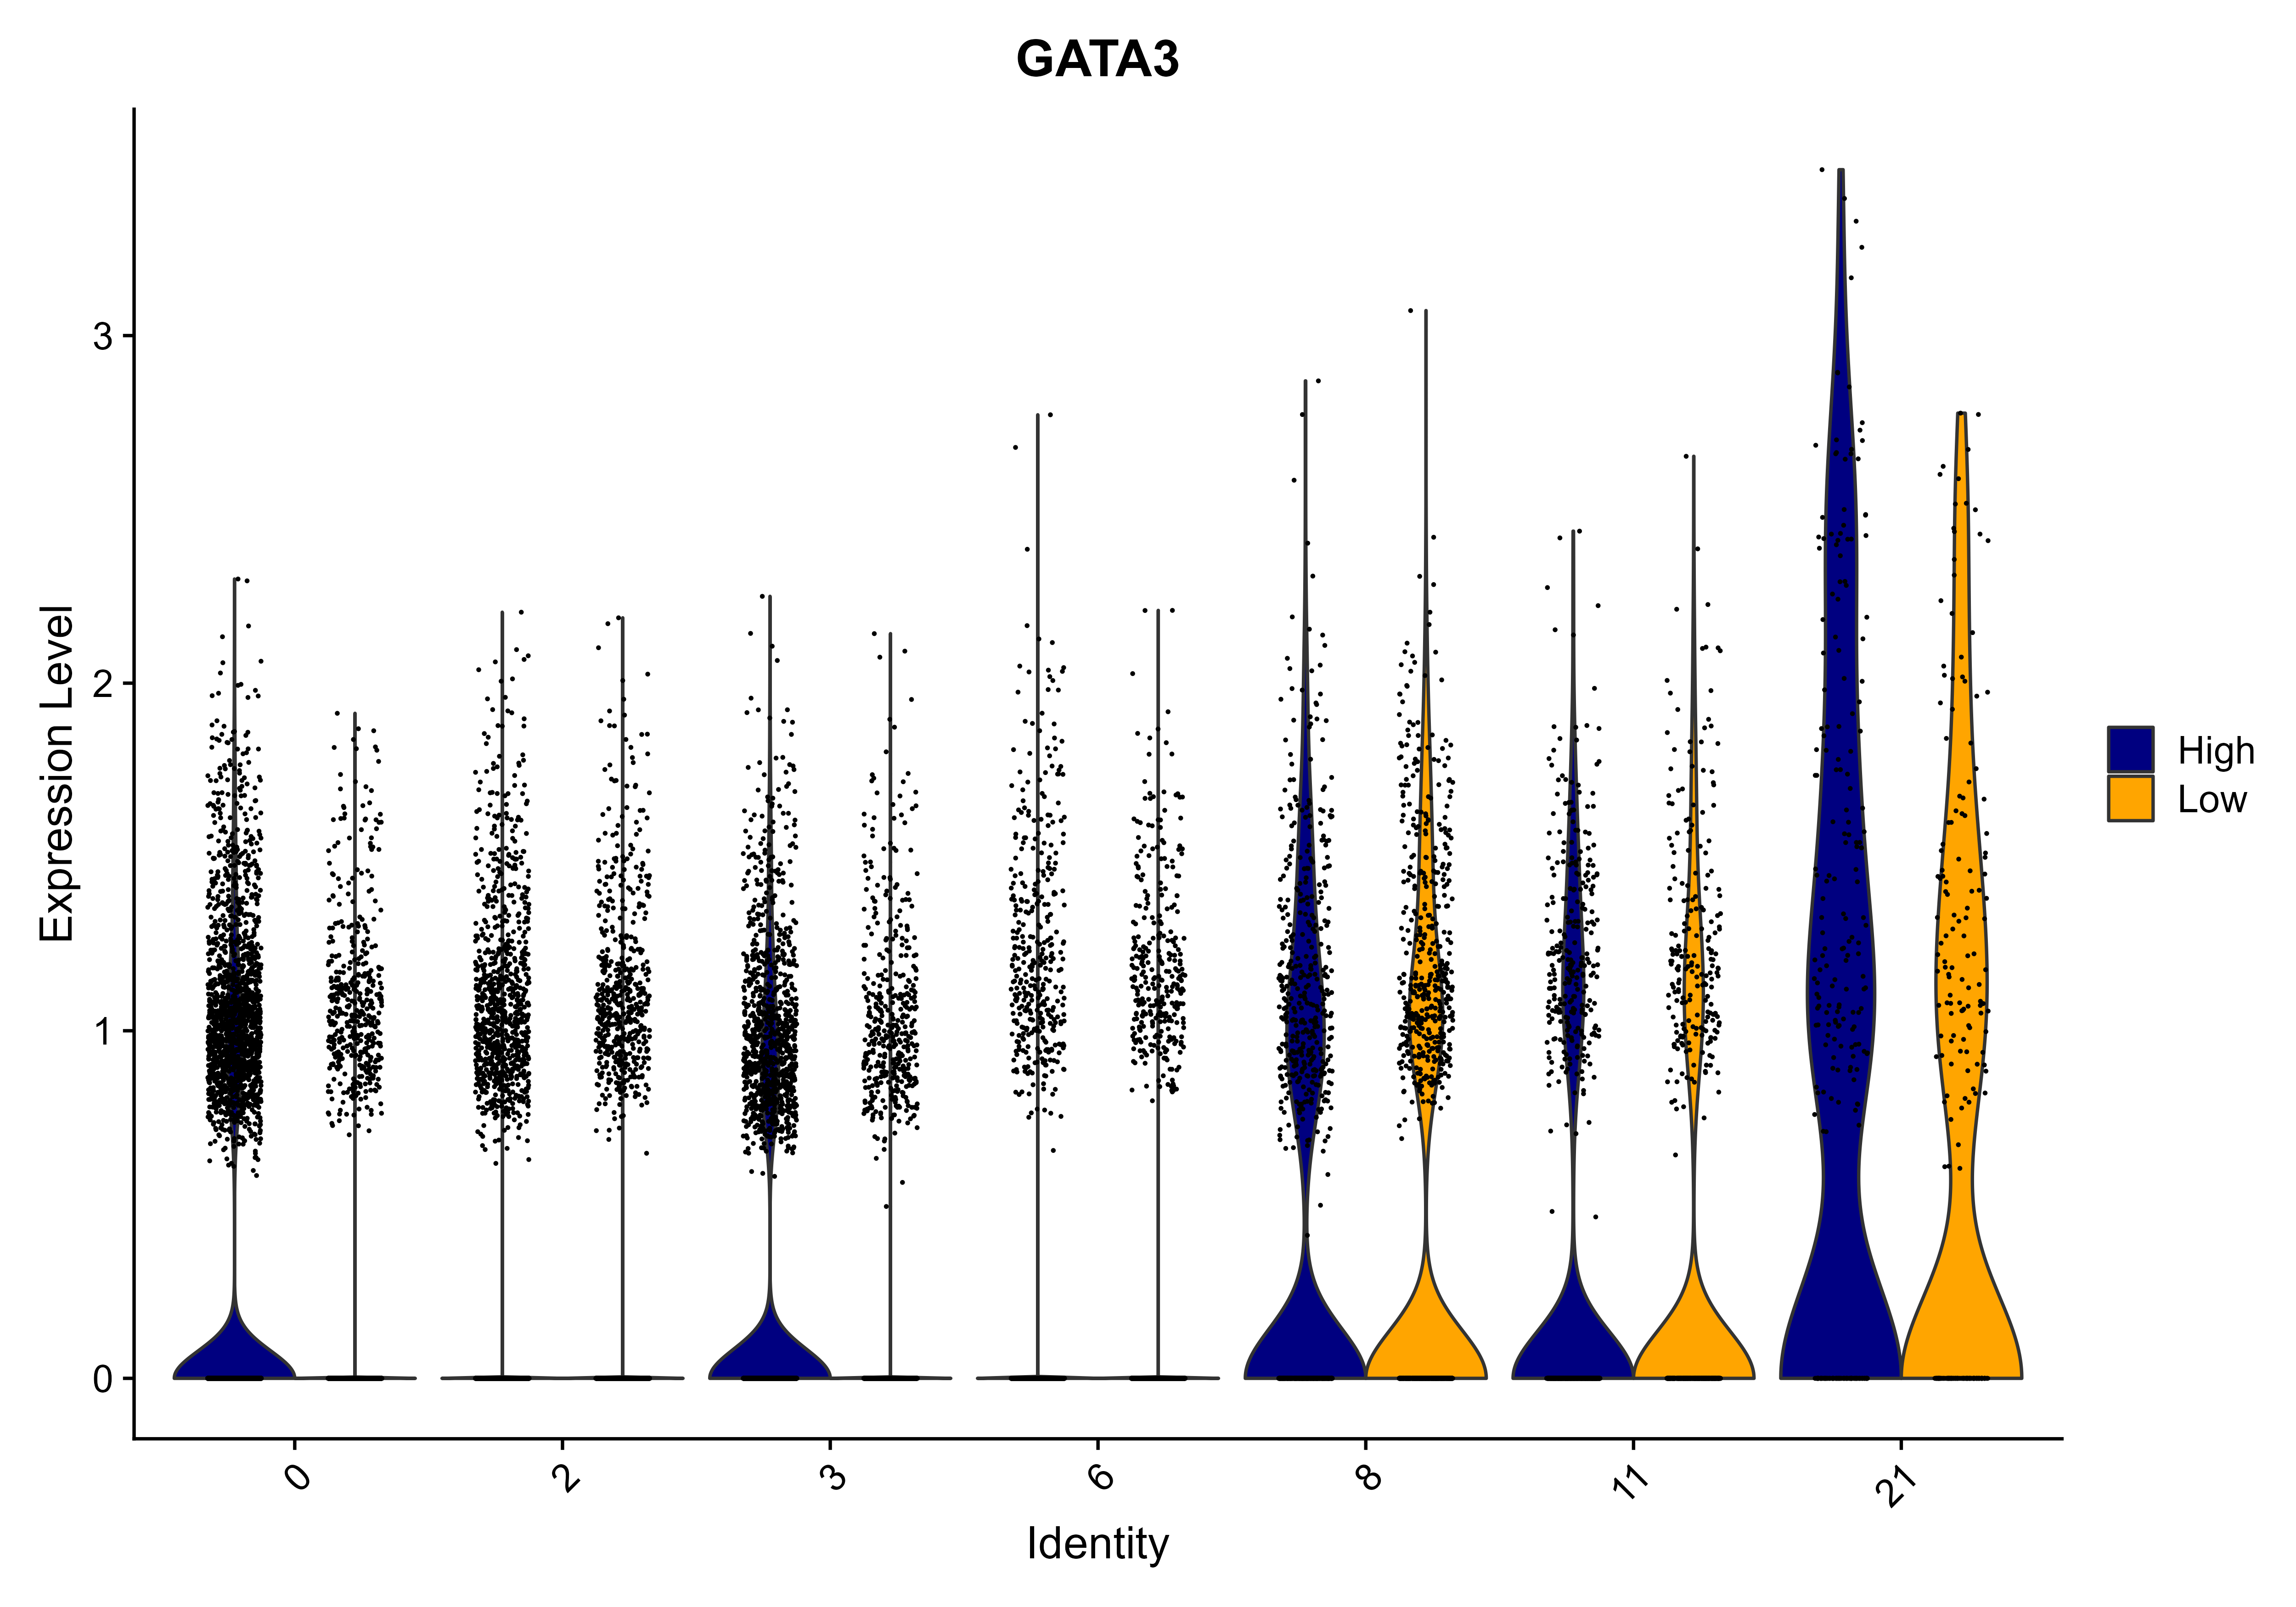 GATA3
Expression Level
3
2
1
0
0 2 3 6 8 11 21
Identity
High
Low